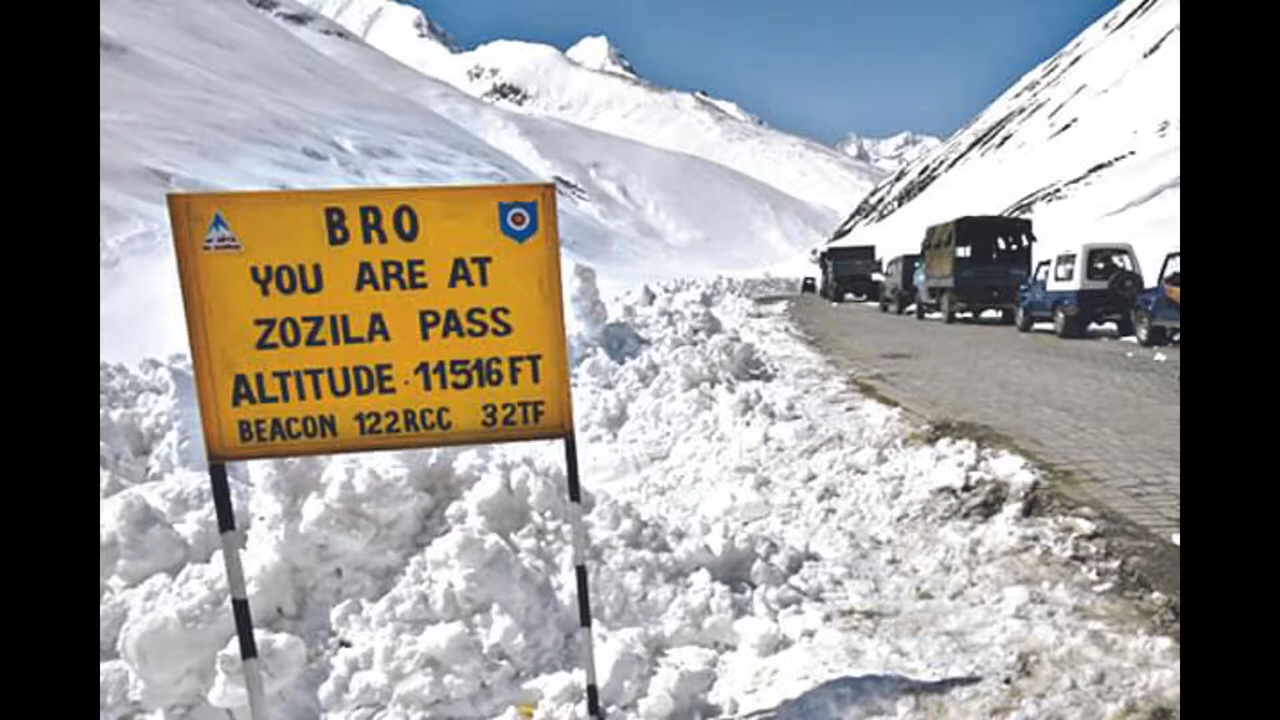 BRO
YOU ARE AT
ZOZILA PASS
ALTITUDE · 11516 FT
BEACON 122RCC 32TF